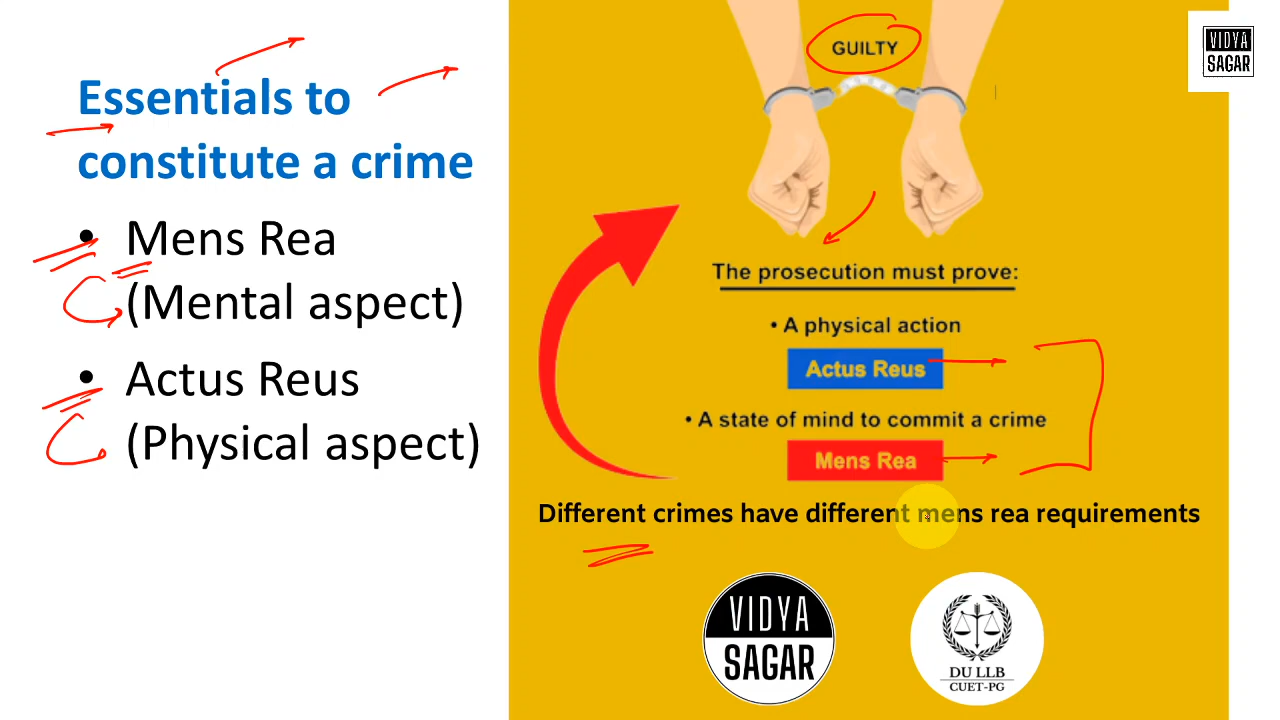 Essentials to
constitute a crime
• Mens Rea
(Mental aspect)
• Actus Reus
(Physical aspect)
GUILTY
The prosecution must prove:
• A physical action
Actus Reus
• A state of mind to commit a crime
Mens Rea
Different crimes have different mens rea requirements
VIDYA
SAGAR
DU LLB
CUET-PG
VIDYA
SAGAR